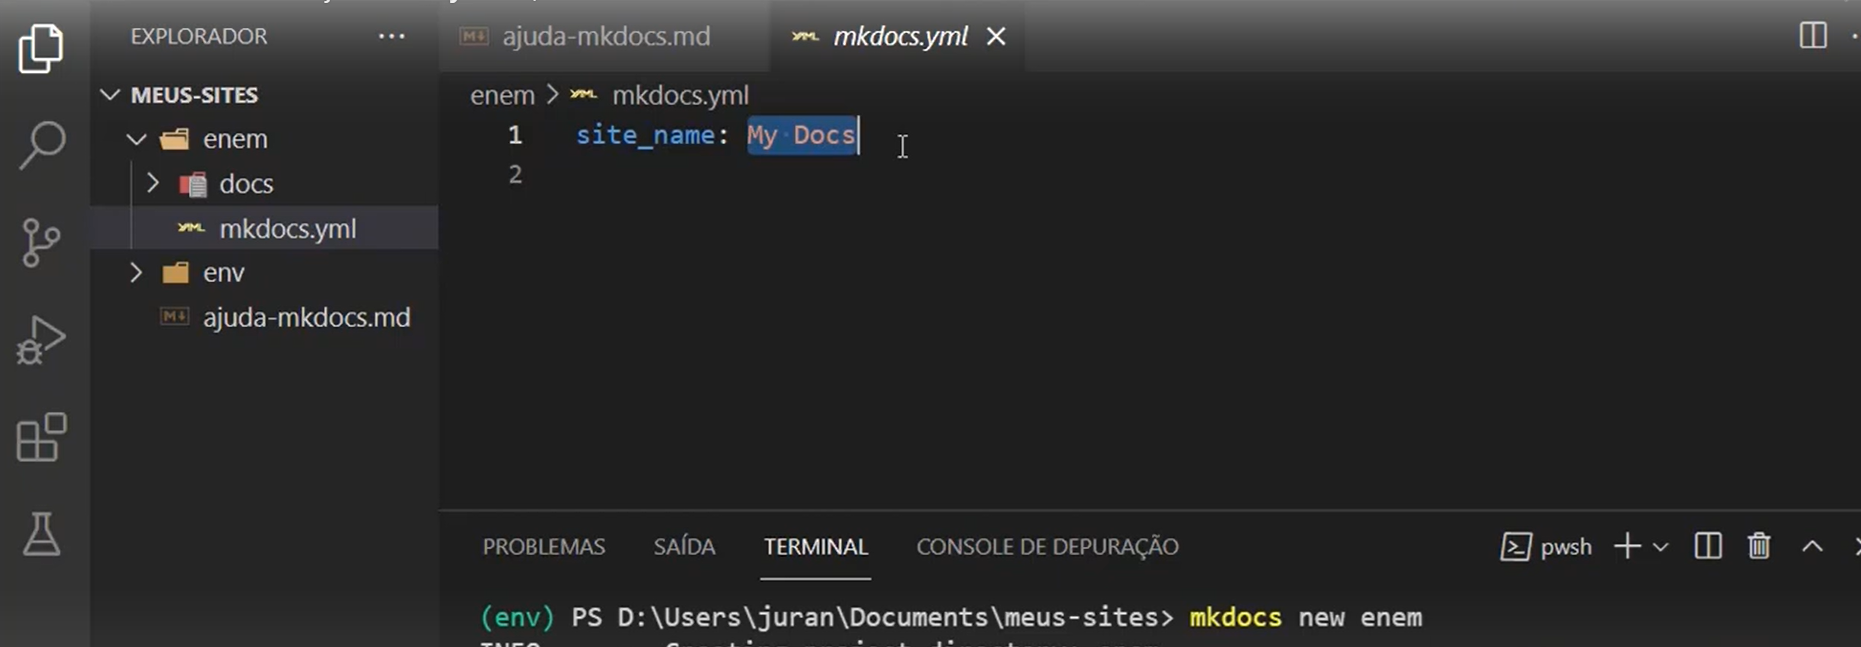 EXPLORADOR
MEUS-SITES
enem
docs
mkdocs.yml
env
ajuda-mkdocs.md
ajuda-mkdocs.md
mkdocs.yml
enem > mkdocs.yml
1 site_name: My Docs
2
PROBLEMAS SAÍDA TERMINAL CONSOLE DE DEPURAÇÃO
pwsh
(env) PS D:\Users\juran\Documents\meus-sites> mkdocs new enem